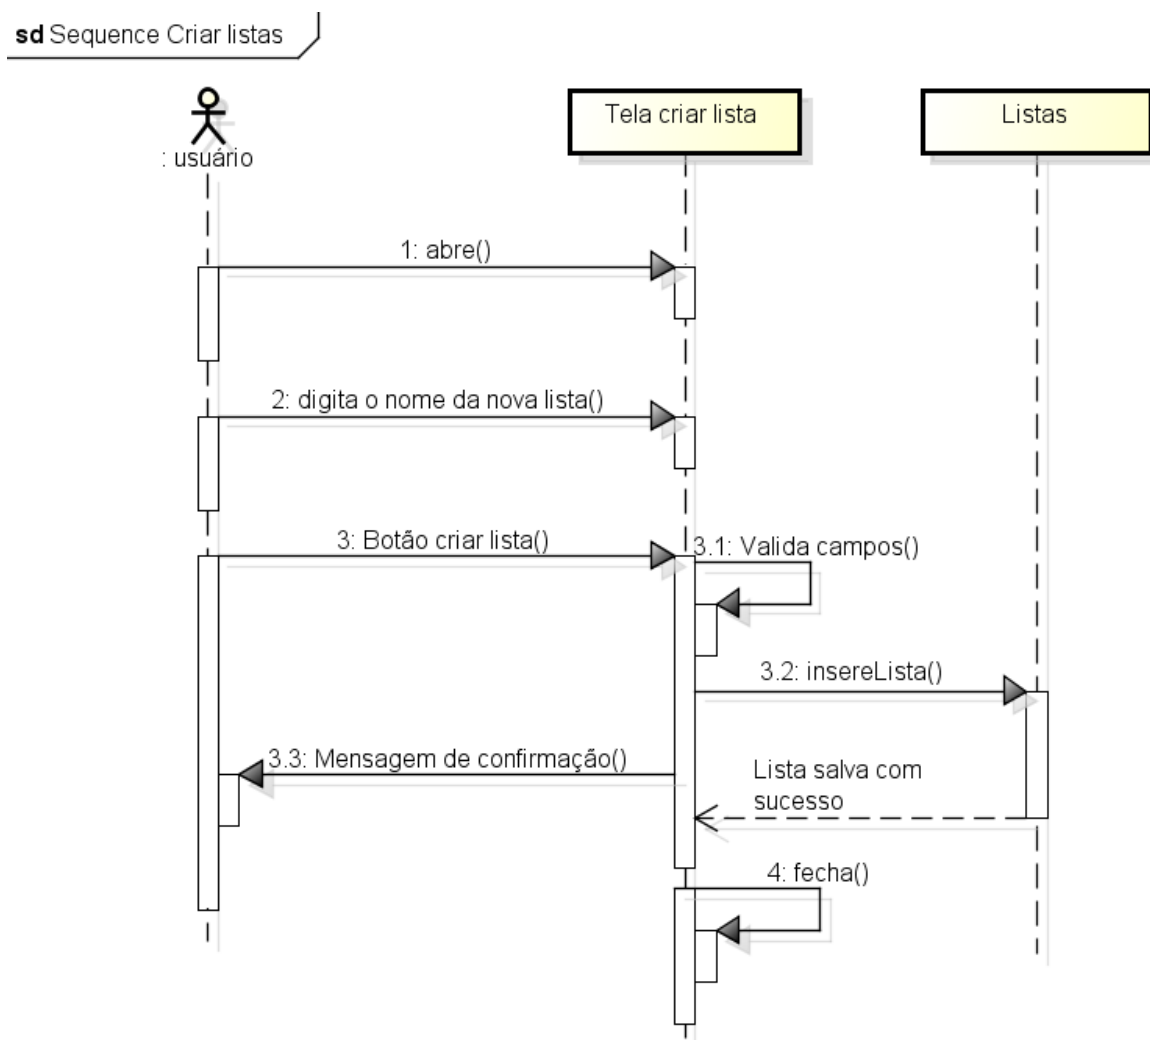 sd Sequence Criar listas
: usuário
Tela criar lista
Listas
1: abre()
2: digita o nome da nova lista()
3: Botão criar lista()
3.1: Valida campos()
3.2: insereLista()
3.3: Mensagem de confirmação()
Lista salva com
sucesso
4: fecha()